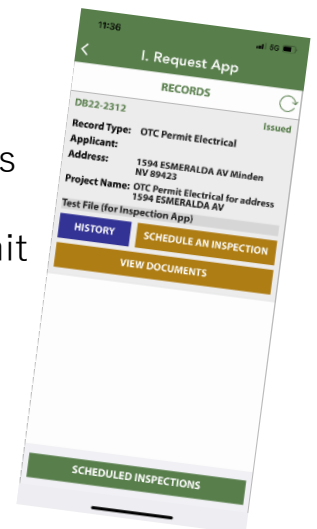 11:36
5G
I. Request App
RECORDS
DB22-2312
Issued
Record Type: OTC Permit Electrical
Applicant:
Address: 1594 ESMERALDA AV Minden
NV 89423
Project Name: OTC Permit Electrical for address
1594 ESMERALDA AV
Test File (for Inspection App)
HISTORY
SCHEDULE AN INSPECTION
VIEW DOCUMENTS
SCHEDULED INSPECTIONS